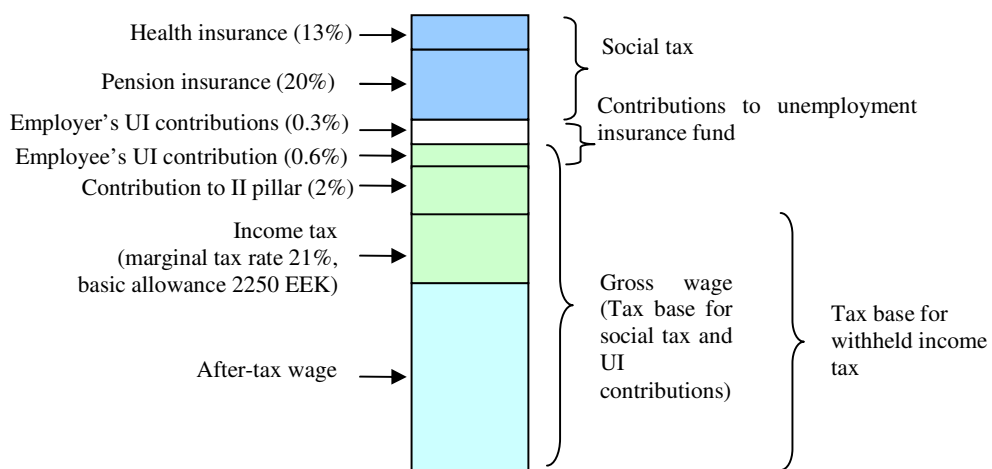 Health insurance (13%)
Pension insurance (20%)
Employer's UI contributions (0.3%)
Employee's UI contribution (0.6%)
Contribution to II pillar (2%)
Income tax
(marginal tax rate 21%,
basic allowance 2250 EEK)
After-tax wage
Social tax
Contributions to unemployment
insurance fund
Gross wage
(Tax base for
social tax and
UI
contributions)
Tax base for
withheld income
tax